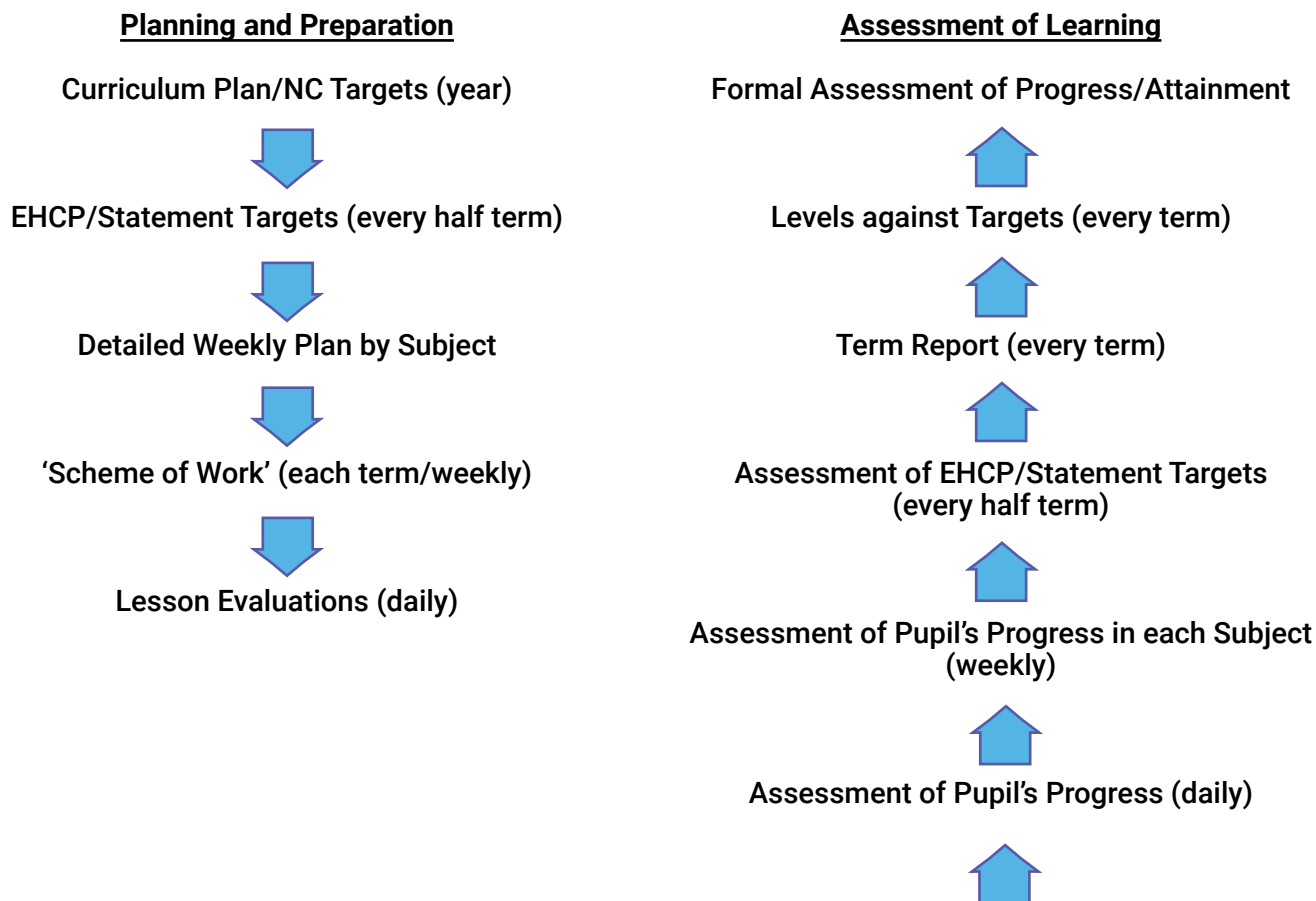 Planning and Preparation
Curriculum Plan/NC Targets (year)
EHCP/Statement Targets (every half term)
Detailed Weekly Plan by Subject
‘Scheme of Work’ (each term/weekly)
Lesson Evaluations (daily)
Assessment of Learning
Formal Assessment of Progress/Attainment
Levels against Targets (every term)
Term Report (every term)
Assessment of EHCP/Statement Targets
(every half term)
Assessment of Pupil’s Progress in each Subject
(weekly)
Assessment of Pupil’s Progress (daily)